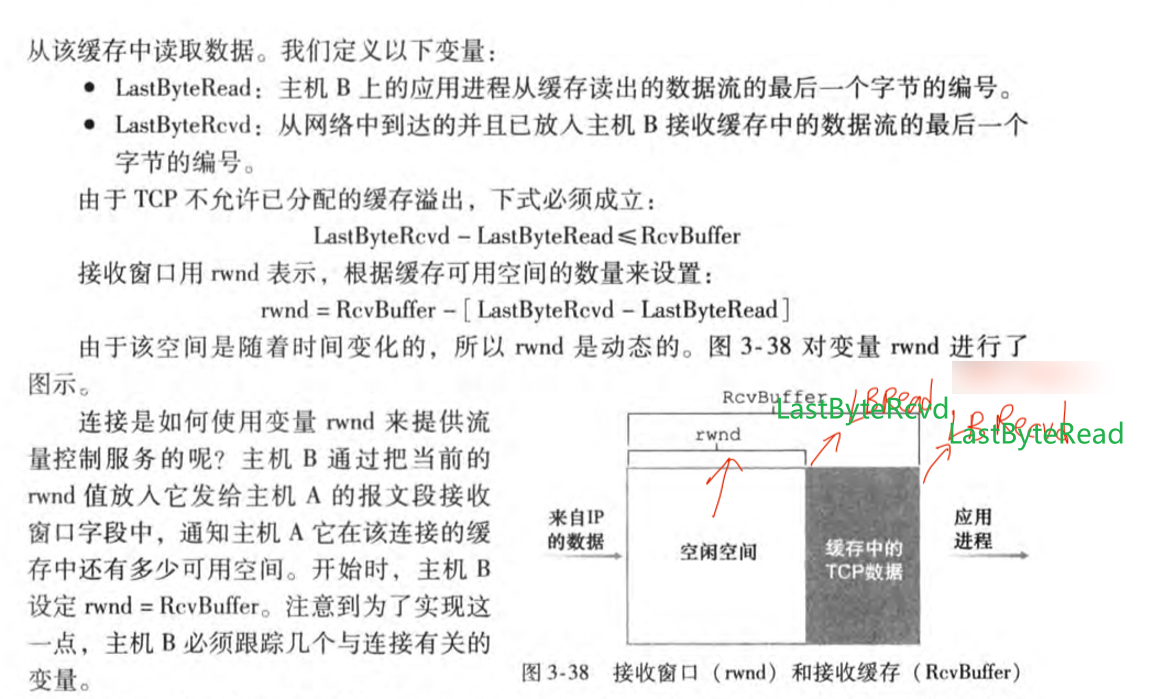 从该缓存中读取数据。我们定义以下变量：
● LastByteRead：主机 B 上的应用进程从缓存读出的数据流的最后一个字节的编号。
● LastByteRcvd：从网络中到达的并且已放入主机 B 接收缓存中的数据流的最后一个
字节的编号。
由于 TCP 不允许已分配的缓存溢出，下式必须成立：
LastByteRcvd – LastByteRead ≤ RcvBuffer
接收窗口用 rwnd 表示，根据缓存可用空间的数量来设置：
rwnd = RcvBuffer – [ LastByteRcvd – LastByteRead ]
由于该空间是随着时间变化的，所以 rwnd 是动态的。图 3-38 对变量 rwnd 进行了
图示。
连接是如何使用变量 rwnd 来提供流
量控制服务的呢？主机 B 通过把当前的
rwnd 值放入它发给主机 A 的报文段接收
窗口字段中，通知主机 A 它在该连接的缓
存中还有多少可用空间。开始时，主机 B
设定 rwnd = RcvBuffer。注意到为了实现这
一点，主机 B 必须跟踪几个与连接有关的
变量。
RcvBuffer
LBRead
LastByteRcvd
LastByteRead
rwnd
来自IP
的数据
空闲空间
缓存中的
TCP数据
应用
进程
图 3-38 接收窗口（rwnd）和接收缓存（RcvBuffer）